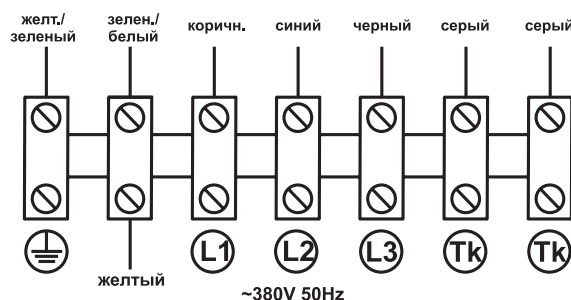 желт./ зелен./ коричн. синий черный серый серый
зеленый белый
L1 L2 L3 Tk Tk
желтый
~380V 50Hz